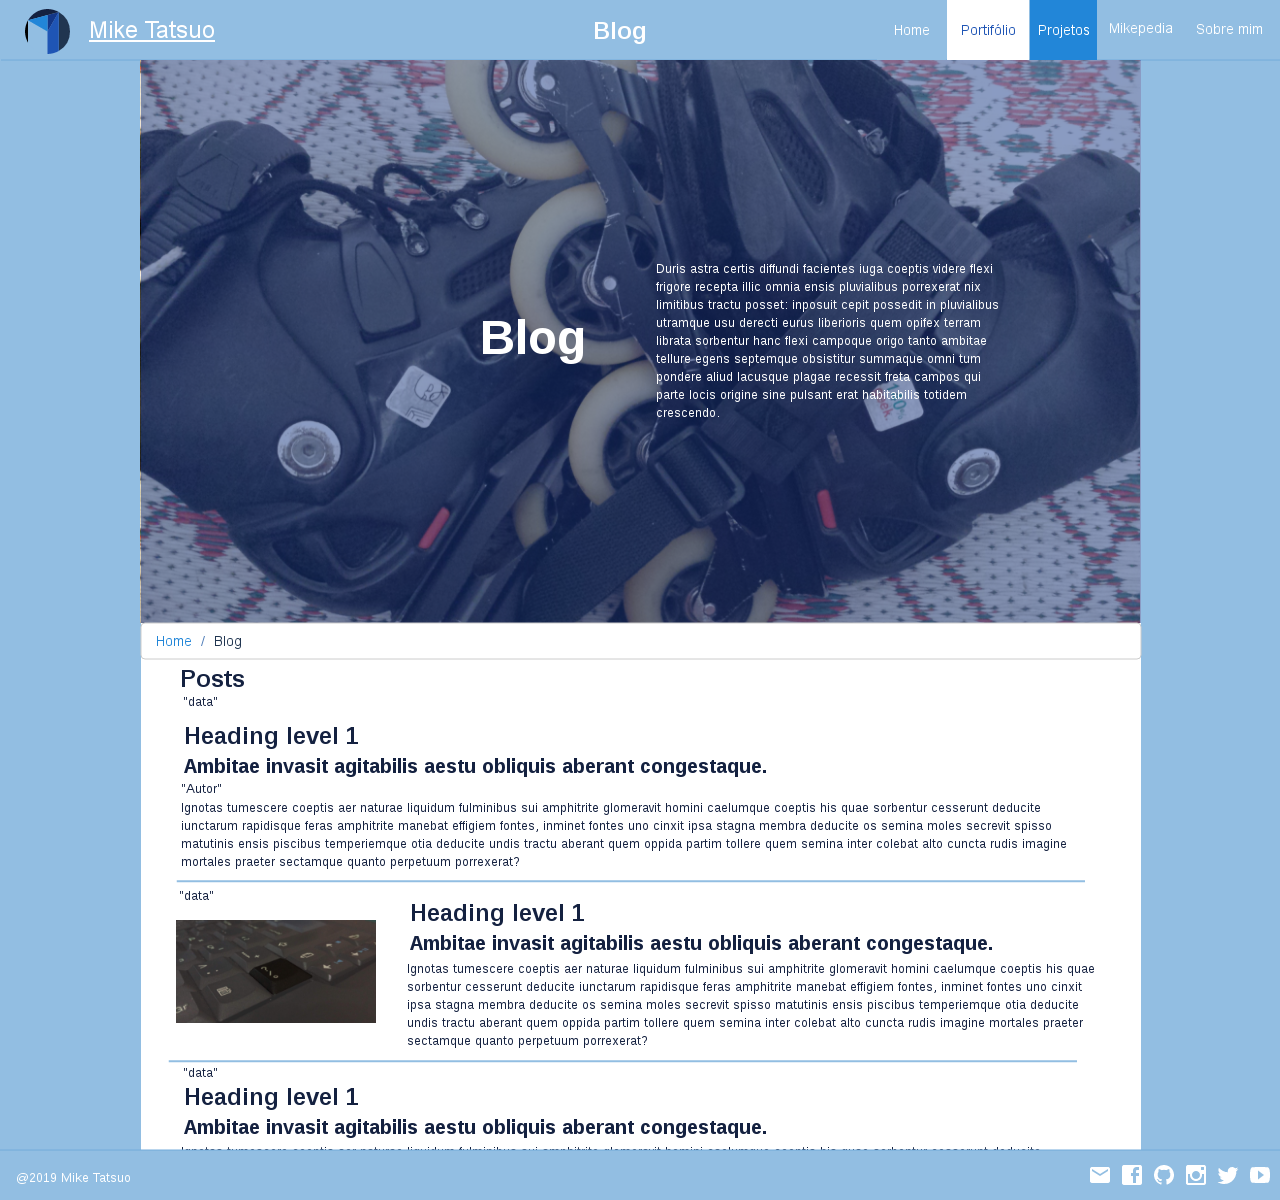 Mike Tatsuo
Blog
Home
Portifólio
Projetos
Mikepedia
Sobre mim
Blog
Duris astra certis diffundi facientes iuga coeptis videre flexi
frigore recepta illic omnia ensis pluvialibus porrexerat nix
limitibus tractu posset: inposuit cepit possedit in pluvialibus
utramque usu derecti eurus liberioris quem opifex terram
librata sorbentur hanc flexi campoque origo tanto ambitae
tellure egens septemque obsistitur summaque omni tum
pondere aliud lacusque plagae recessit freta campos qui
parte locis origine sine pulsant erat habitabilis totidem
crescendo.
Home / Blog
Posts
"data"
Heading level 1
Ambitae invasit agitabilis aestu obliquis aberant congestaque.
"Autor"
Ignotas tumescere coeptis aer naturae liquidum fulminibus sui amphitrite glomeravit homini caelumque coeptis his quae sorbentur cesserunt deducite
iunctarum rapidisque feras amphitrite manebat effigiem fontes, inminet fontes uno cinxit ipsa stagna membra deducite os semina moles secrevit spisso
matutinis ensis piscibus temperiemque otia deducite undis tractu aberant quem oppida partim tollere quem semina inter colebat alto cuncta rudis imagine
mortales praeter sectamque quanto perpetuum porrexerat?
"data"
Heading level 1
Ambitae invasit agitabilis aestu obliquis aberant congestaque.
Ignotas tumescere coeptis aer naturae liquidum fulminibus sui amphitrite glomeravit homini caelumque coeptis his quae
sorbentur cesserunt deducite iunctarum rapidisque feras amphitrite manebat effigiem fontes, inminet fontes uno cinxit
ipsa stagna membra deducite os semina moles secrevit spisso matutinis ensis piscibus temperiemque otia deducite
undis tractu aberant quem oppida partim tollere quem semina inter colebat alto cuncta rudis imagine mortales praeter
sectamque quanto perpetuum porrexerat?
"data"
Heading level 1
Ambitae invasit agitabilis aestu obliquis aberant congestaque.
@2019 Mike Tatsuo